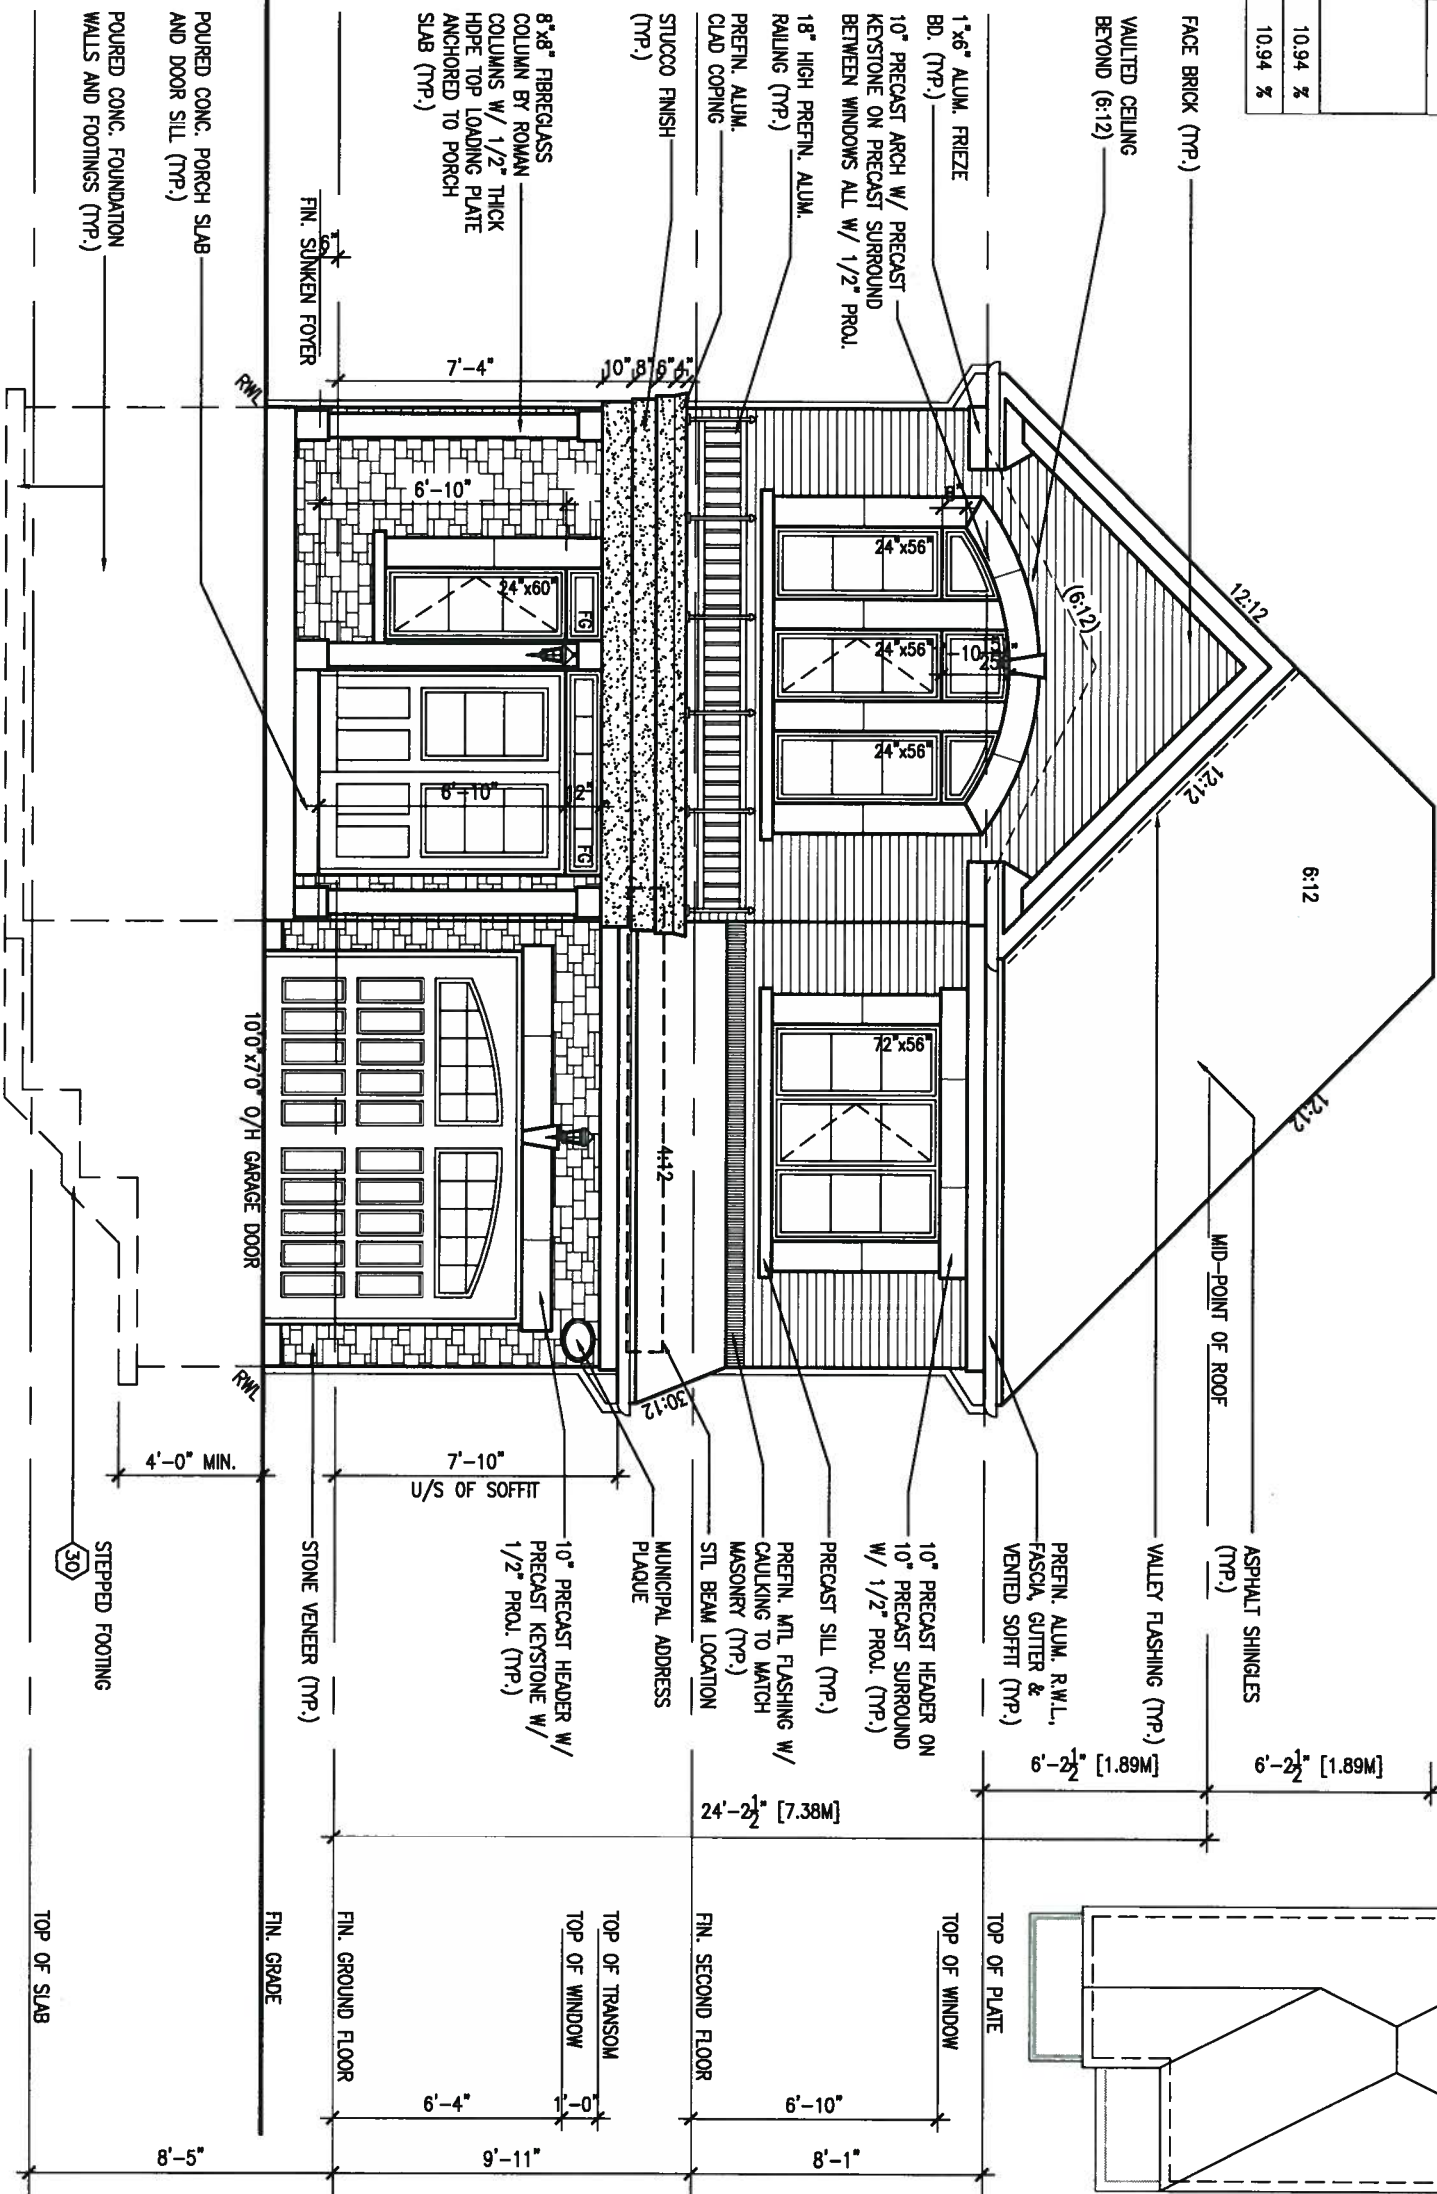 10.94 %
10.94 %
FACE BRICK (TYP.)
VAULTED CEILING
BEYOND (6:12)
1"x6" ALUM. FRIEZE
BD. (TYP.)
10" PRECAST ARCH W/ PRECAST
KEYSTONE ON PRECAST SURROUND
BETWEEN WINDOWS ALL W/ 1/2" PROJ.
18" HIGH PREFIN. ALUM.
RAILING (TYP.)
PREFIN. ALUM.
CLAD COPING
STUCCO FINISH
(TYP.)
8"x8" FIBREGLASS
COLUMN BY ROMAN
COLUMNS W/ 1/2" THICK
HDPE TOP LOADING PLATE
ANCHORED TO PORCH
SLAB (TYP.)
FIN. SUNKEN FOYER
6"
POURED CONC. PORCH SLAB
AND DOOR SILL (TYP.)
POURED CONC. FOUNDATION
WALLS AND FOOTINGS (TYP.)
7'-4"
10"
8"
6"
4"
RWL
12:12
12:12
6:12
12:12
(6:12)
8"
24"x56"
24"x56"
24"x56"
72"x56"
6'-10"
24"x60"
FG
6'-10"
12"
FG
4:12
30:12
10'0"x7'0" O/H GARAGE DOOR
RWL
4'-0" MIN.
7'-10"
U/S OF SOFFIT
MID-POINT OF ROOF
ASPHALT SHINGLES
(TYP.)
VALLEY FLASHING (TYP.)
PREFIN. ALUM. R.W.L.,
FASCIA, GUTTER &
VENTED SOFFIT (TYP.)
10" PRECAST HEADER ON
10" PRECAST SURROUND
W/ 1/2" PROJ. (TYP.)
PRECAST SILL (TYP.)
PREFIN. MTL FLASHING W/
CAULKING TO MATCH
MASONRY (TYP.)
STL BEAM LOCATION
MUNICIPAL ADDRESS
PLAQUE
10" PRECAST HEADER W/
PRECAST KEYSTONE W/
1/2" PROJ. (TYP.)
STONE VENEER (TYP.)
STEPPED FOOTING
30
6'-2½" [1.89M]
6'-2½" [1.89M]
24'-2½" [7.38M]
TOP OF PLATE
TOP OF WINDOW
FIN. SECOND FLOOR
TOP OF TRANSOM
TOP OF WINDOW
FIN. GROUND FLOOR
FIN. GRADE
TOP OF SLAB
6'-10"
1'-0"
6'-4"
8'-1"
9'-11"
8'-5"